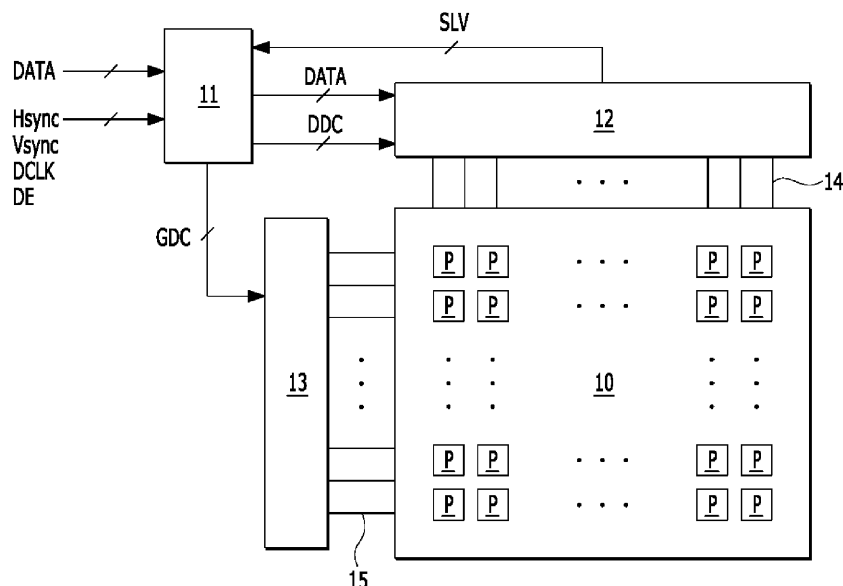 SLV
DATA
11
DATA
12
Hsync
DDC
Vsync
DCLK
DE
14
GDC
P P P P
P P P P
13
10
P P P P
P P P P
15